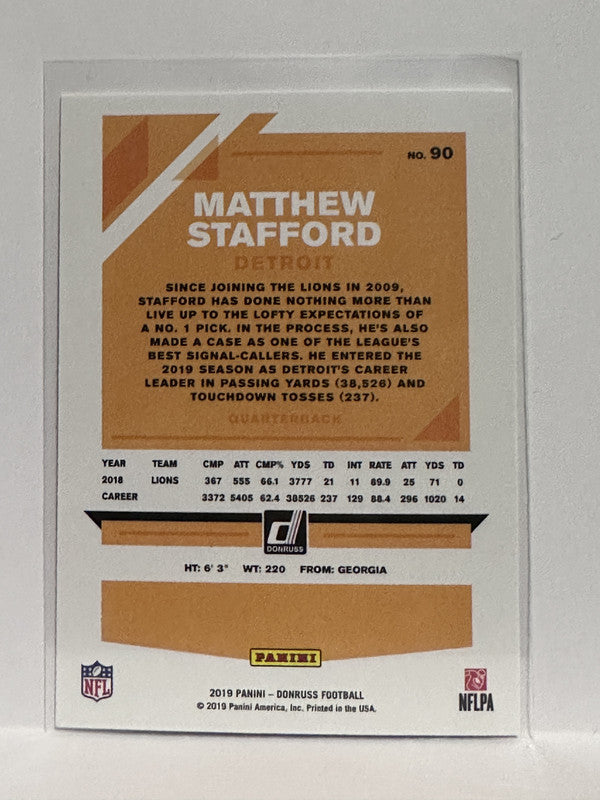 NO. 90
MATTHEW
STAFFORD
DETROIT
SINCE JOINING THE LIONS IN 2009,
STAFFORD HAS DONE NOTHING MORE THAN
LIVE UP TO THE LOFTY EXPECTATIONS OF
A NO. 1 PICK. IN THE PROCESS, HE'S ALSO
MADE A CASE AS ONE OF THE LEAGUE'S
BEST SIGNAL-CALLERS. HE ENTERED THE
2019 SEASON AS DETROIT'S CAREER
LEADER IN PASSING YARDS (38,526) AND
TOUCHDOWN TOSSES (237).
QUARTERBACK
YEAR TEAM CMP ATT CMP% YDS TD INT RATE ATT YDS TD
2018 LIONS 367 555 66.1 3777 21 11 89.9 25 71 0
CAREER 3372 5405 62.4 38526 237 129 88.4 296 1020 14
DONRUSS
HT: 6' 3" WT: 220 FROM: GEORGIA
PANINI
NFL
2019 PANINI – DONRUSS FOOTBALL
© 2019 Panini America, Inc. Printed in the USA.
NFLPA